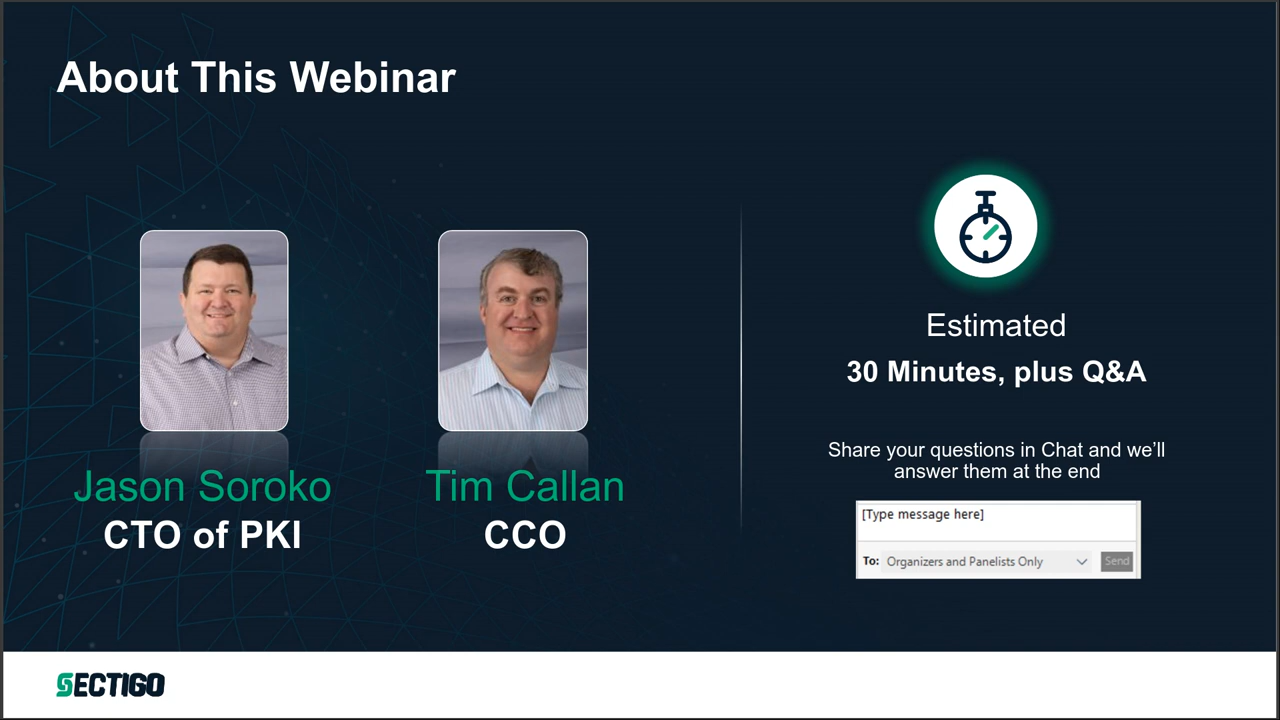 About This Webinar
Jason Soroko
CTO of PKI
Tim Callan
CCO
Estimated
30 Minutes, plus Q&A
Share your questions in Chat and we’ll
answer them at the end
[Type message here]
To: Organizers and Panelists Only Send
SECTIGO